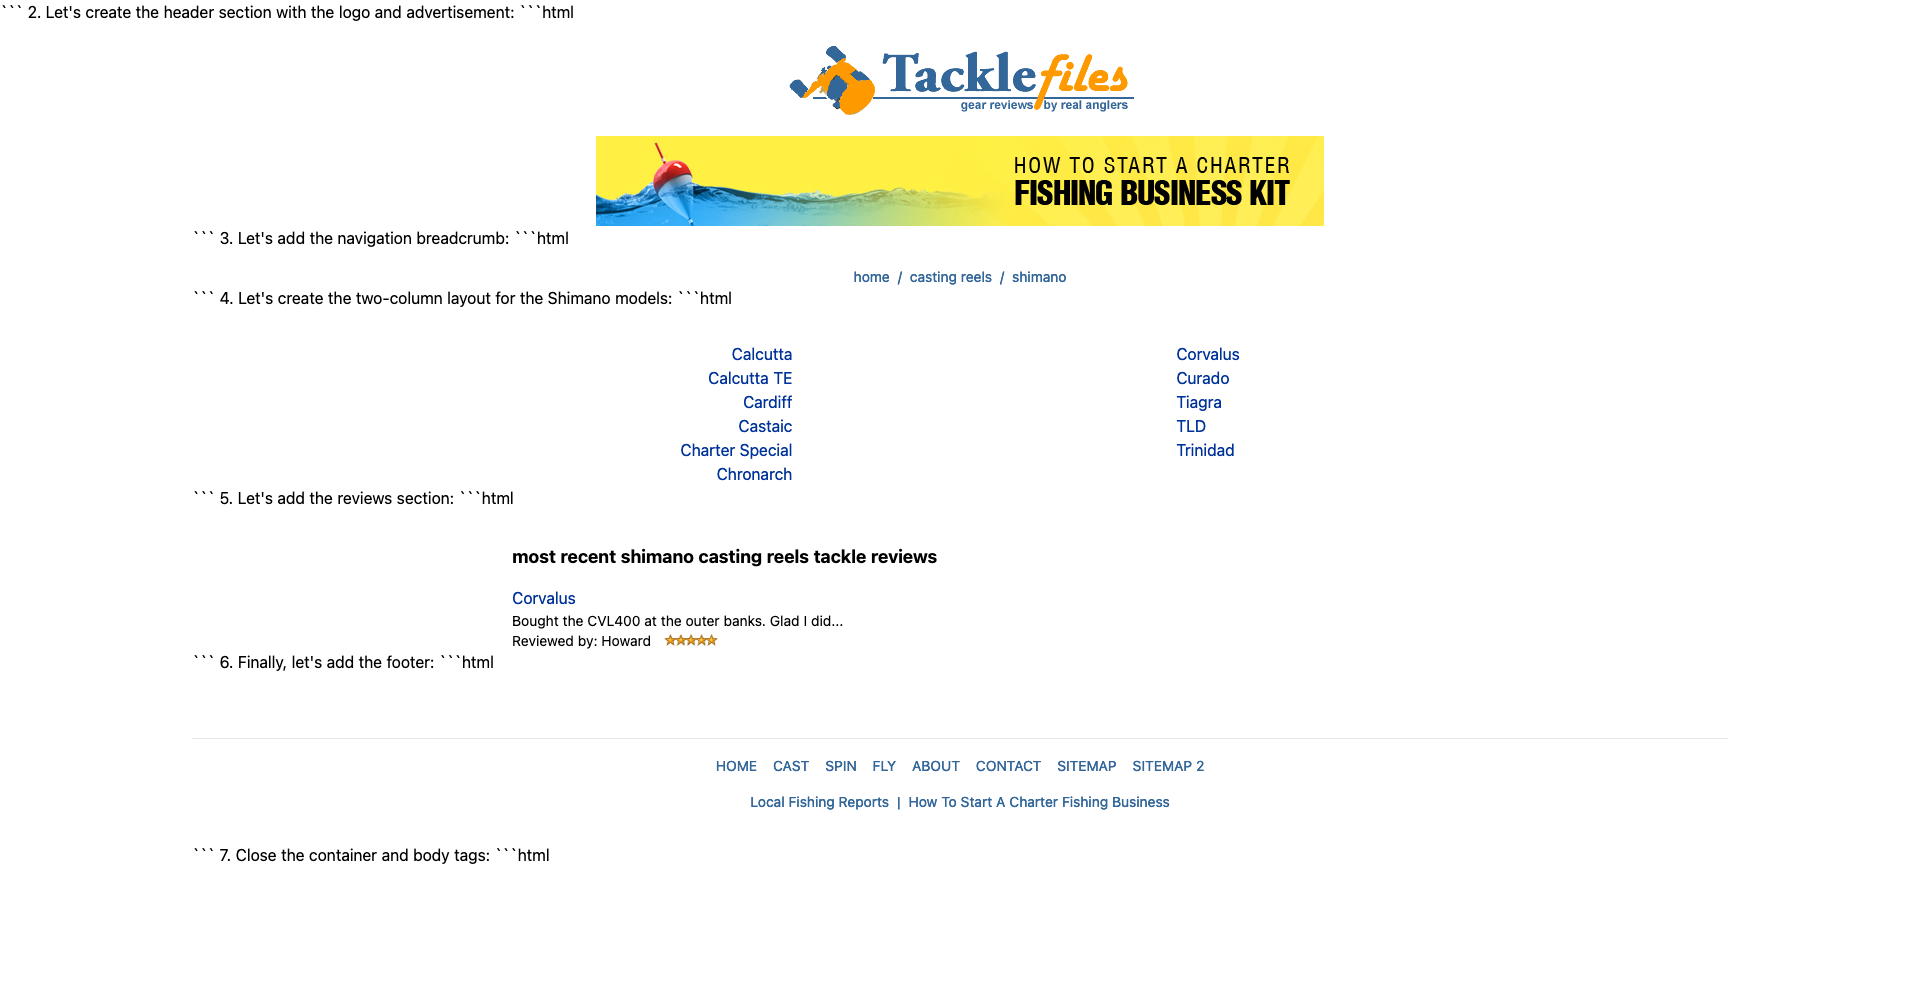 ``` 2. Let's create the header section with the logo and advertisement: ```html
Tacklefiles
gear reviews by real anglers
HOW TO START A CHARTER
FISHING BUSINESS KIT
``` 3. Let's add the navigation breadcrumb: ```html
home / casting reels / shimano
``` 4. Let's create the two-column layout for the Shimano models: ```html
Calcutta
Calcutta TE
Cardiff
Castaic
Charter Special
Chronarch
Corvalus
Curado
Tiagra
TLD
Trinidad
``` 5. Let's add the reviews section: ```html
most recent shimano casting reels tackle reviews
Corvalus
Bought the CVL400 at the outer banks. Glad I did...
Reviewed by: Howard
``` 6. Finally, let's add the footer: ```html
HOME CAST SPIN FLY ABOUT CONTACT SITEMAP SITEMAP 2
Local Fishing Reports | How To Start A Charter Fishing Business
``` 7. Close the container and body tags: ```html